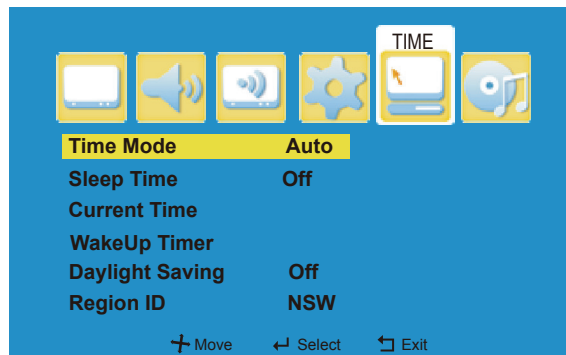 TIME
Time Mode Auto
Sleep Time Off
Current Time
WakeUp Timer
Daylight Saving Off
Region ID NSW
Move Select Exit